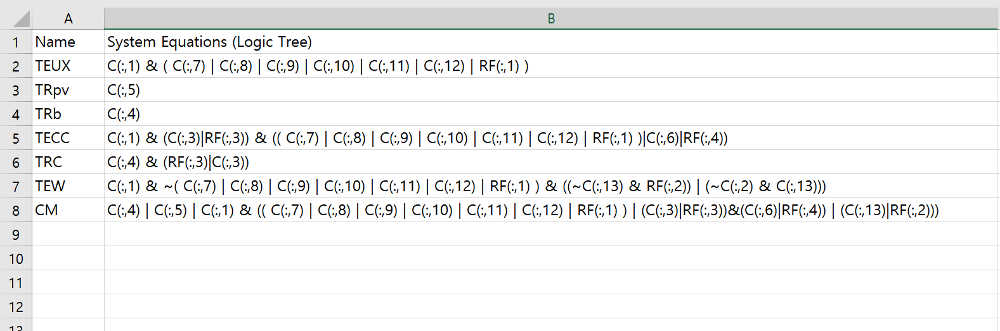 A B
1 Name System Equations (Logic Tree)
2 TEUX C(:,1) & ( C(:,7) | C(:,8) | C(:,9) | C(:,10) | C(:,11) | C(:,12) | RF(:,1) )
3 TRpv C(:,5)
4 TRb C(:,4)
5 TECC C(:,1) & (C(:,3)|RF(:,3)) & (( C(:,7) | C(:,8) | C(:,9) | C(:,10) | C(:,11) | C(:,12) | RF(:,1) )|C(:,6)|RF(:,4))
6 TRC C(:,4) & (RF(:,3)|C(:,3))
7 TEW C(:,1) & ~( C(:,7) | C(:,8) | C(:,9) | C(:,10) | C(:,11) | C(:,12) | RF(:,1) ) & ((~C(:,13) & RF(:,2)) | (~C(:,2) & C(:,13)))
8 CM C(:,4) | C(:,5) | C(:,1) & (( C(:,7) | C(:,8) | C(:,9) | C(:,10) | C(:,11) | C(:,12) | RF(:,1) ) | (C(:,3)|RF(:,3))&(C(:,6)|RF(:,4)) | (C(:,13)|RF(:,2)))
9
10
11
12
13